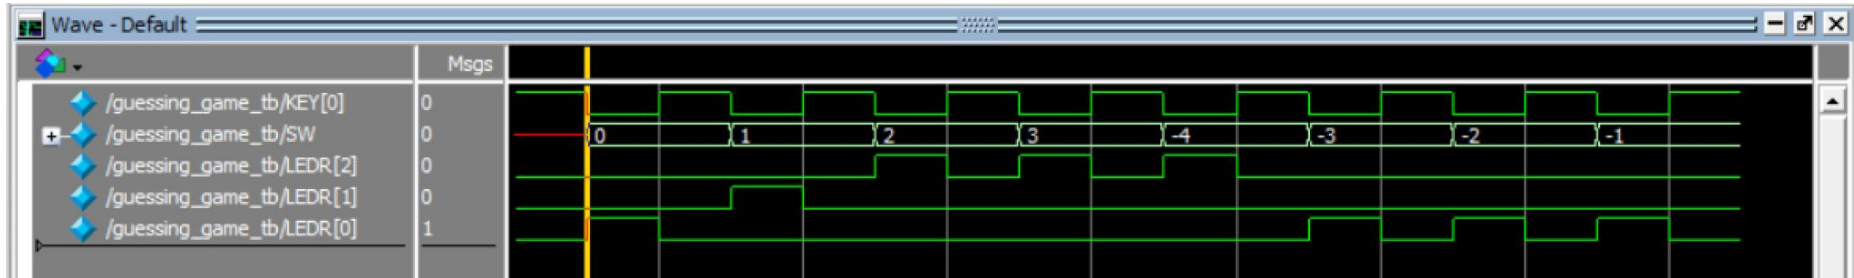 Wave - Default
Msgs
/guessing_game_tb/KEY[0] 0
/guessing_game_tb/SW 0 0 1 2 3 -4 -3 -2 -1
/guessing_game_tb/LEDR[2] 0
/guessing_game_tb/LEDR[1] 0
/guessing_game_tb/LEDR[0] 1